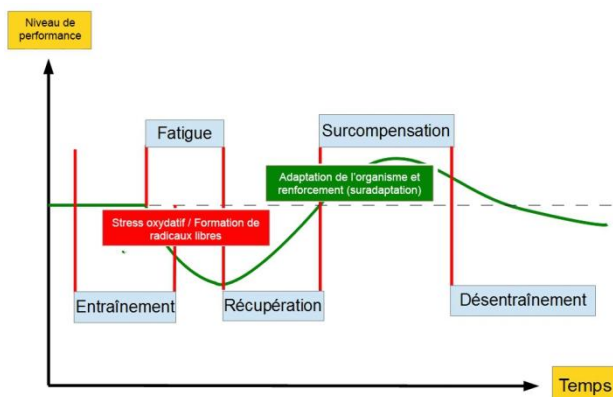 Niveau de
performance
Fatigue
Surcompensation
Adaptation de l'organisme et
renforcement (suradaptation)
Stress oxydatif / Formation de
radicaux libres
Entraînement
Récupération
Désentraînement
Temps